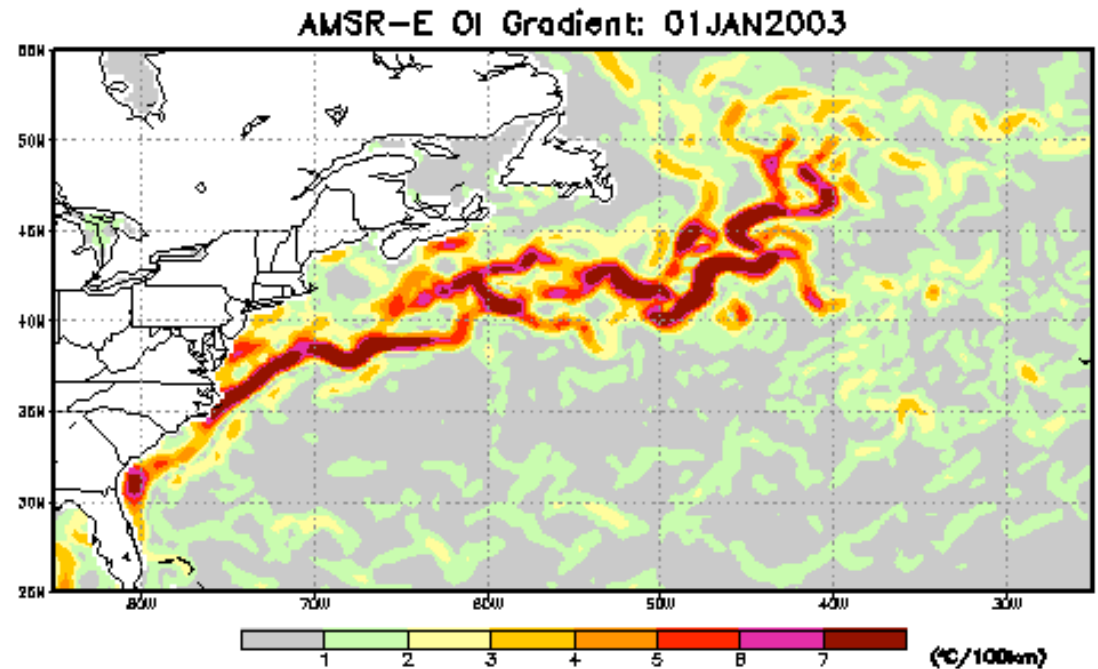 AMSR-E OI Gradient: 01JAN2003
55N
50N
45N
40N
35N
30N
25N
80W 70W 60W 50W 40W 30W
1 2 3 4 5 6 7 (°C/100km)